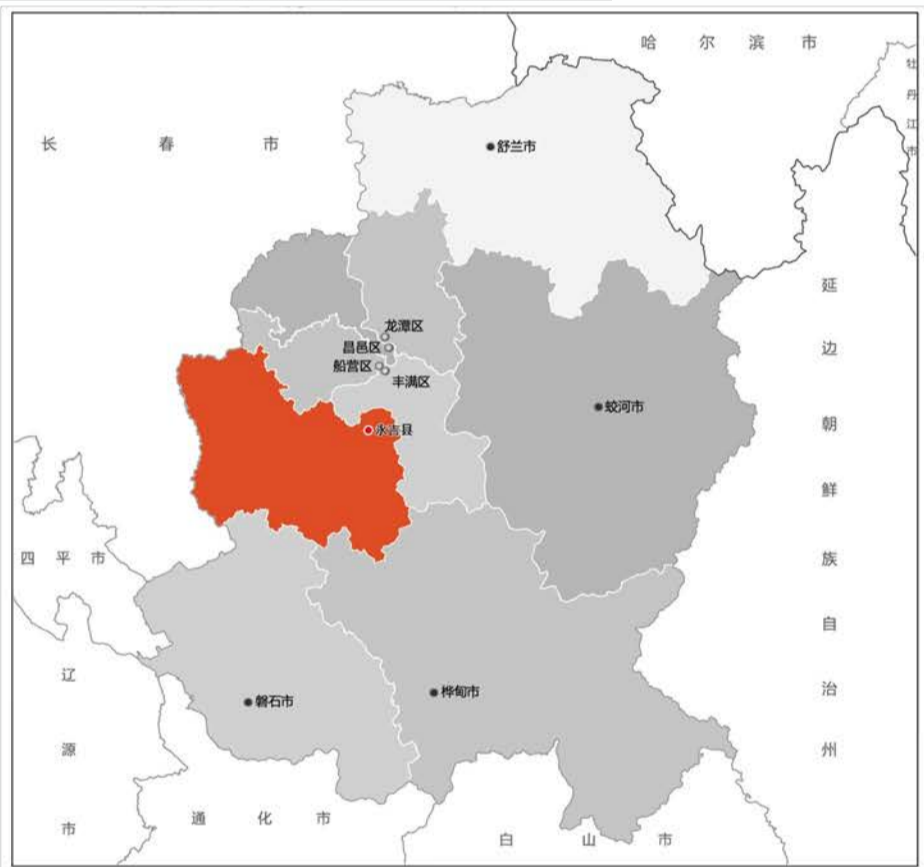 哈尔滨市
牡丹江市
长春市
舒兰市
延边朝鲜族自治州
龙潭区
昌邑区
船营区
丰满区
蛟河市
永吉县
四平市
辽源市
磐石市
桦甸市
通化市
白山市